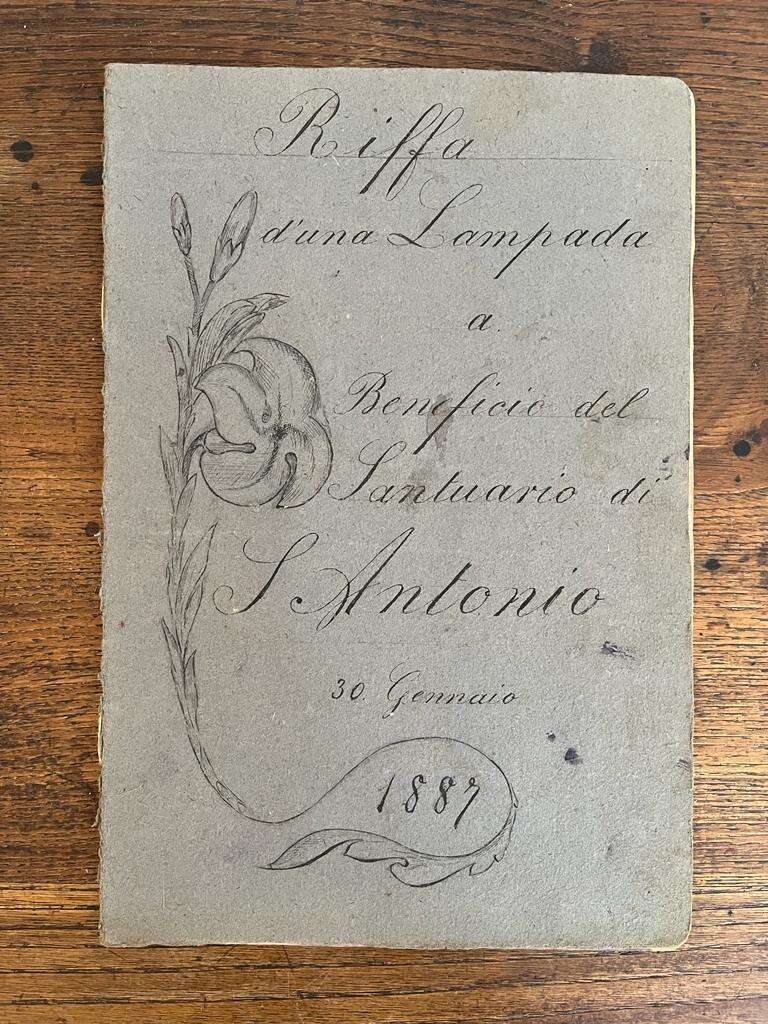 Riffa
d'una Lampada
a.
Beneficio del
Santuario di
S Antonio
30. Gennaio
1887